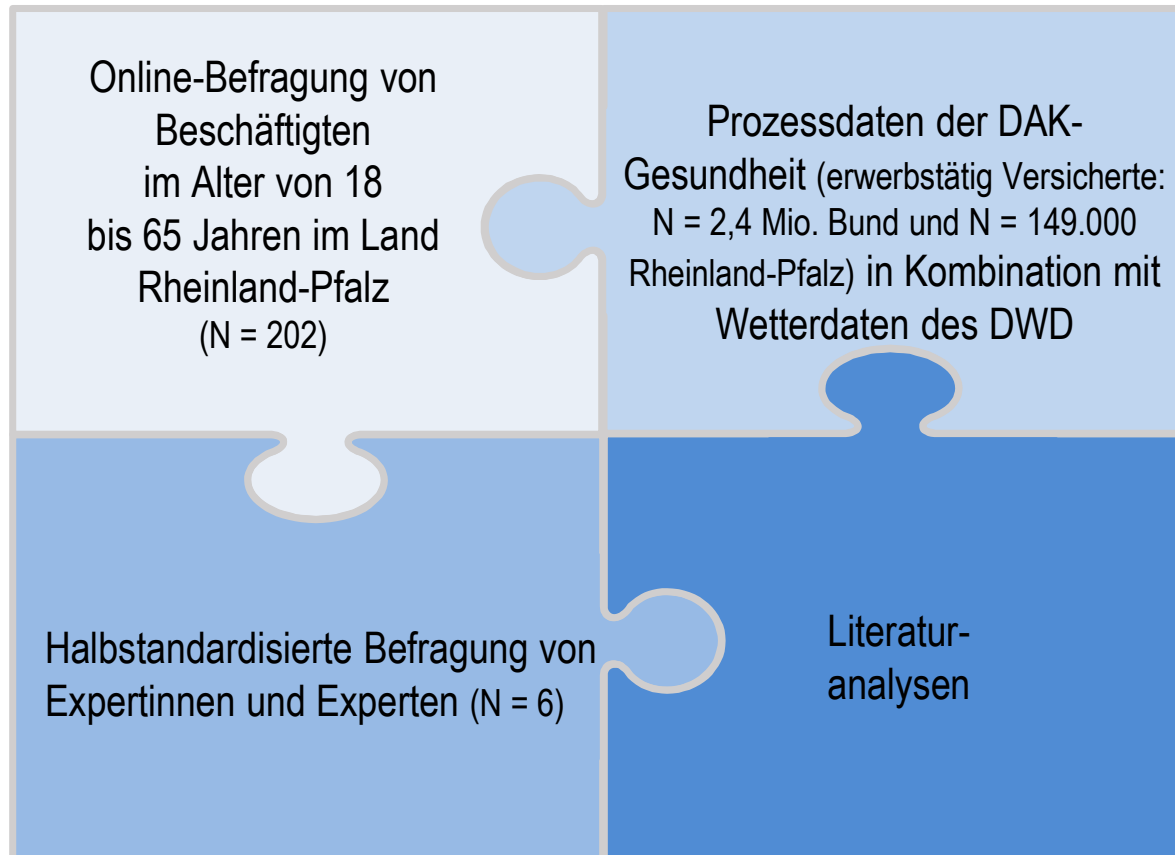 Online-Befragung von
Beschäftigten
im Alter von 18
bis 65 Jahren im Land
Rheinland-Pfalz
(N = 202)
Prozessdaten der DAK-
Gesundheit (erwerbstätig Versicherte:
N = 2,4 Mio. Bund und N = 149.000
Rheinland-Pfalz) in Kombination mit
Wetterdaten des DWD
Halbstandardisierte Befragung von
Expertinnen und Experten (N = 6)
Literatur-
analysen